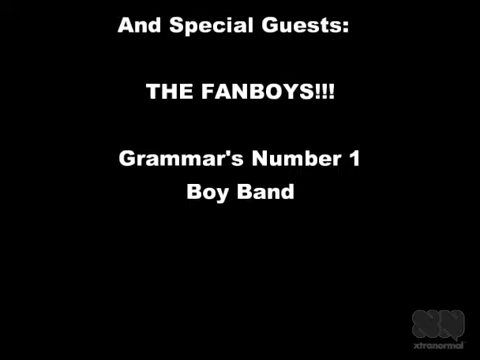 And Special Guests:
THE FANBOYS!!!
Grammar's Number 1
Boy Band
xtranormal